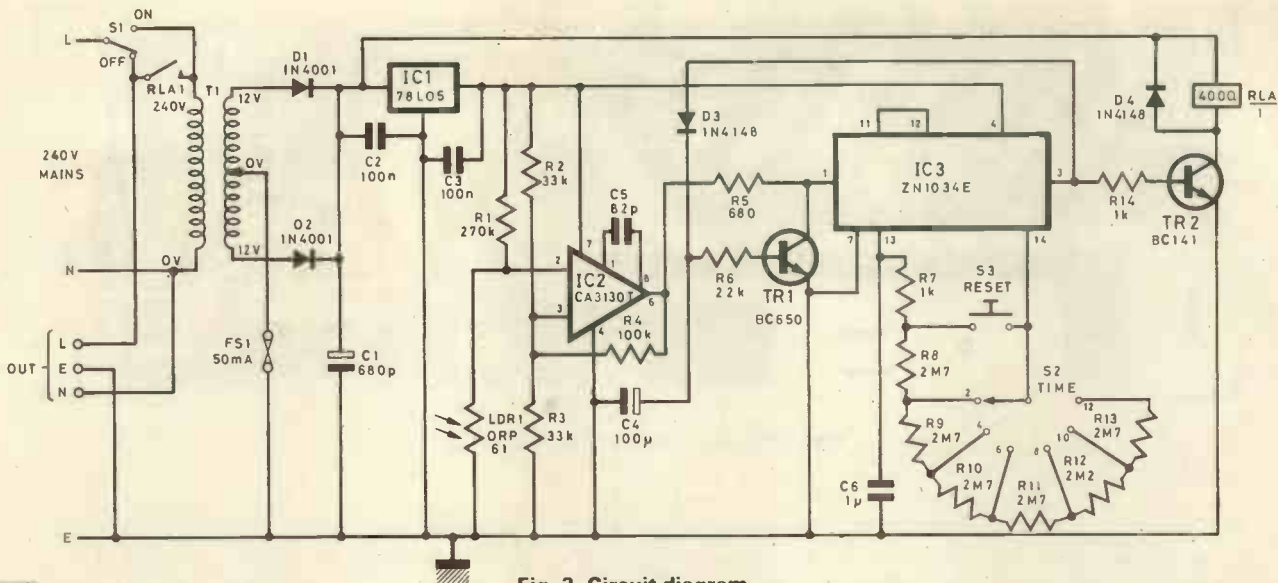 ON
S1
L
OFF
RLA1
240V
T1
240V
MAINS
N
0V
OUT
L
E
N
E
12V
0V
12V
D1
1N4001
D2
1N4001
FS1
50mA
C1
680p
C2
100n
IC1
78L05
C3
100n
R1
270k
R2
33k
LDR1
ORP
61
R3
33k
C5
82p
7
1
8
2
IC2
CA3130T
6
3
4
R4
100k
C4
100µ
D3
1N4148
R5
680
R6
22k
TR1
BC650
11
12
4
IC3
ZN1034E
1
3
7
13
14
R7
1k
S3
RESET
R8
2M7
S2
TIME
2
4
6
8
10
12
R9
2M7
R10
2M7
R11
2M7
R12
2M2
R13
2M7
C6
1µ
D4
1N4148
400Ω
RLA
1
R14
1k
TR2
BC141
Fig. 2. Circuit diagram